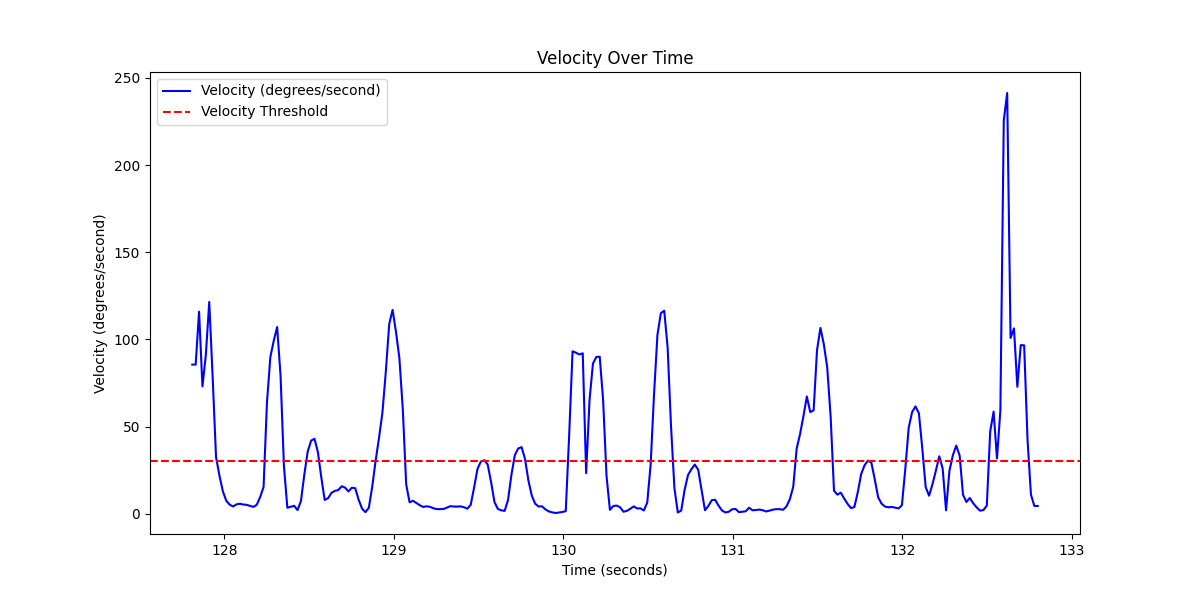 Velocity Over Time
Velocity (degrees/second)
Velocity Threshold
250
200
150
100
50
0
Velocity (degrees/second)
128
129
130
131
132
133
Time (seconds)